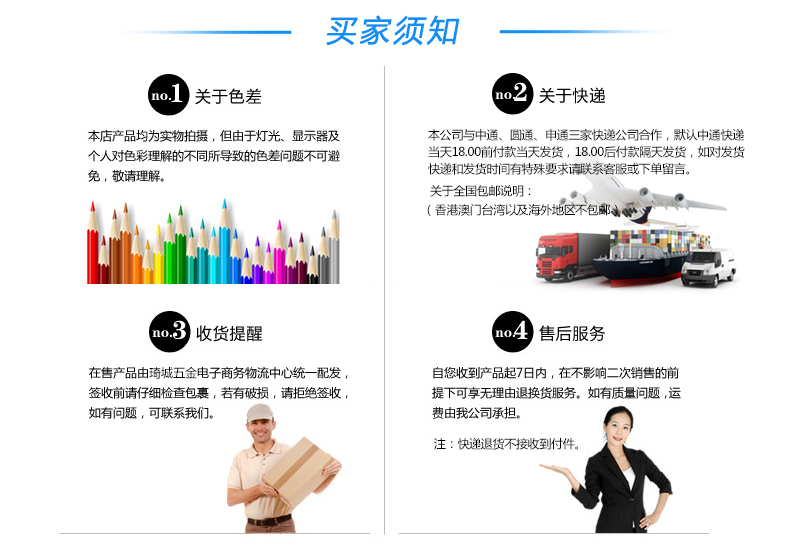 买家须知
no.1 关于色差
本店产品均为实物拍摄，但由于灯光、显示器及
个人对色彩理解的不同所导致的色差问题不可避
免，敬请理解。
no.2 关于快递
本公司与中通、圆通、申通三家快递公司合作，默认中通快递
当天18.00前付款当天发货，18.00后付款隔天发货，如对发货
快递和发货时间有特殊要求请联系客服或下单留言。
关于全国包邮说明：
（香港澳门台湾以及海外地区不包邮
no.3 收货提醒
在售产品由琦城五金电子商务物流中心统一配发，
签收前请仔细检查包裹，若有破损，请拒绝签收，
如有问题，可联系我们。
no.4 售后服务
自您收到产品起7日内，在不影响二次销售的前
提下可享无理由退换货服务。如有质量问题，运
费由我公司承担。
注：快递退货不接收到付件。